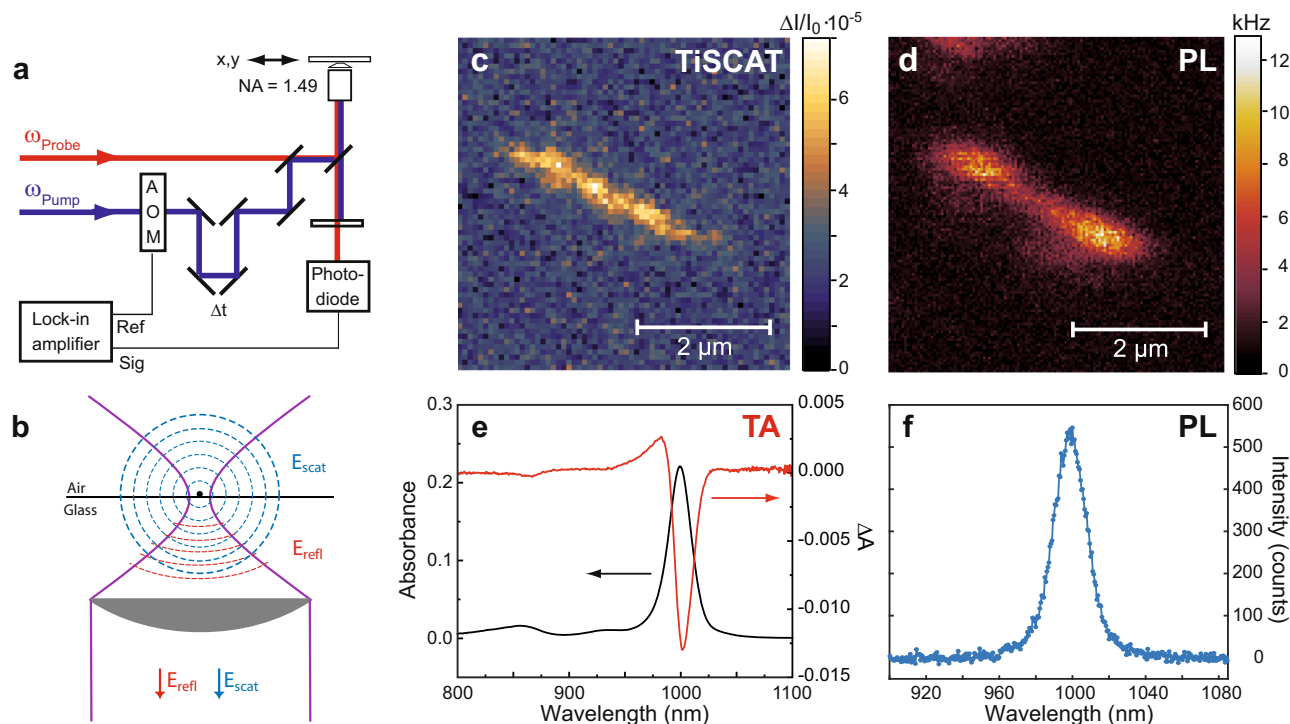 a
x,y
NA = 1.49
ωProbe
ωPump
A
O
M
Δt
Photo-
diode
Lock-in
amplifier
Ref
Sig
b
Air
Glass
Escat
Erefl
Erefl Escat
c
TiSCAT
ΔI/I0 10-5
6
4
2
0
2 μm
d
PL
kHz
12
10
8
6
4
2
0
2 μm
e
TA
0.3
0.2
0.1
0.0
Absorbance
0.005
0.000
-0.005
-0.010
-0.015
ΔA
800 900 1000 1100
Wavelength (nm)
f
PL
600
500
400
300
200
100
0
Intensity (counts)
920 960 1000 1040 1080
Wavelength (nm)